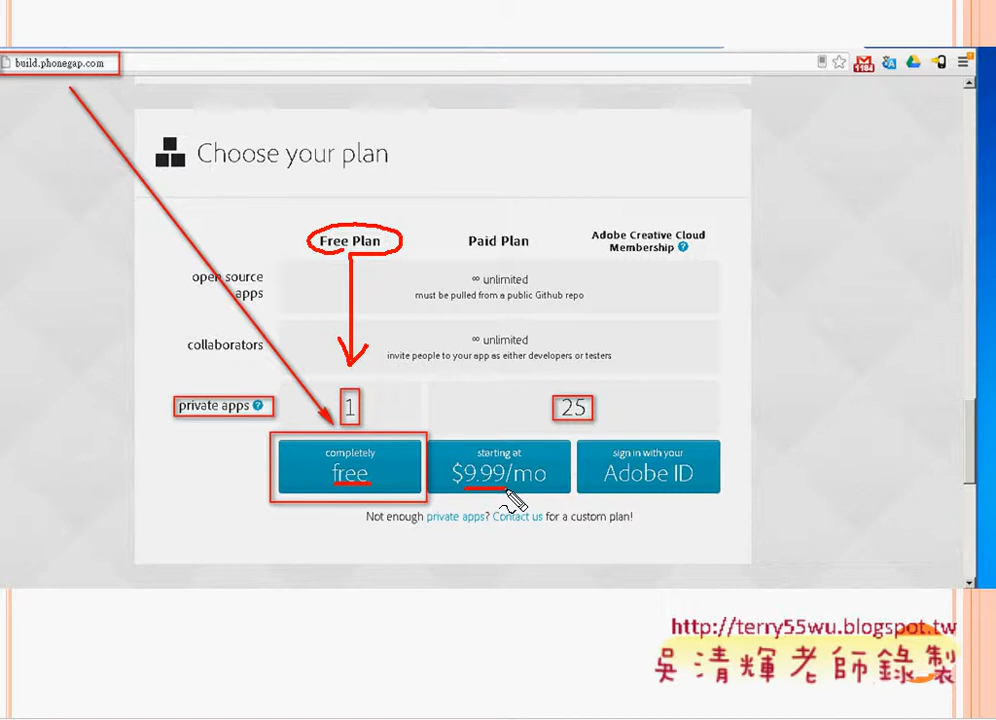 build.phonegap.com
1184
Choose your plan
Free Plan
Paid Plan
Adobe Creative Cloud
Membership ?
open source
apps
∞ unlimited
must be pulled from a public Github repo
collaborators
∞ unlimited
invite people to your app as either developers or testers
private apps ?
1
25
completely
free
starting at
$9.99/mo
sign in with your
Adobe ID
Not enough private apps? Contact us for a custom plan!
http://terry55wu.blogspot.tw
吳清輝老師錄製